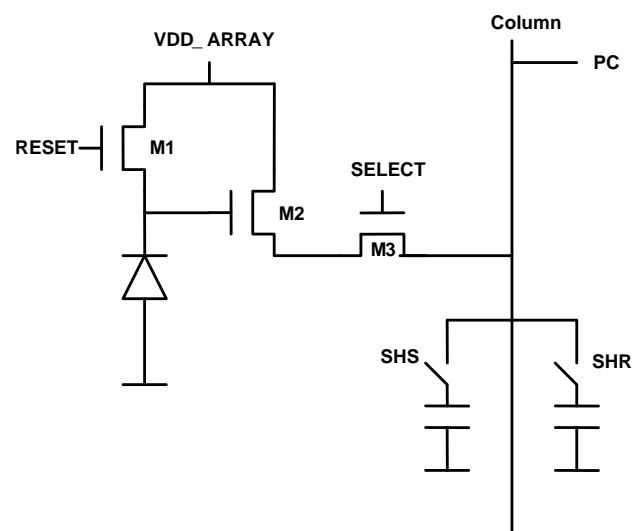 Column
VDD_ ARRAY
PC
RESET
M1
SELECT
M2
M3
SHS
SHR